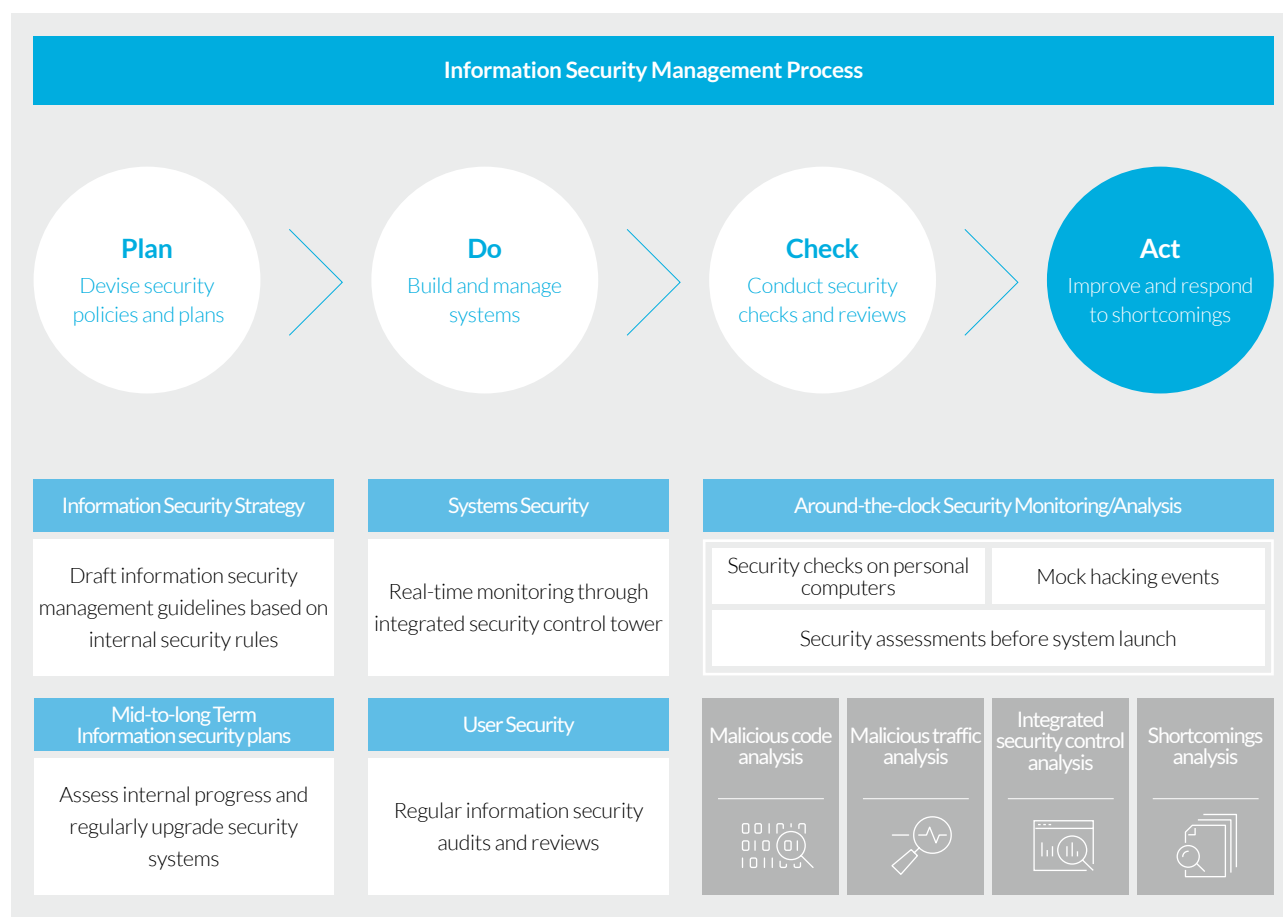 Information Security Management Process
Plan
Devise security
policies and plans
Do
Build and manage
systems
Check
Conduct security
checks and reviews
Act
Improve and respond
to shortcomings
Information Security Strategy
Draft information security
management guidelines based on
internal security rules
Mid-to-long Term
Information security plans
Assess internal progress and
regularly upgrade security
systems
Systems Security
Real-time monitoring through
integrated security control tower
User Security
Regular information security
audits and reviews
Around-the-clock Security Monitoring/Analysis
Security checks on personal
computers
Mock hacking events
Security assessments before system launch
Malicious code
analysis
Malicious traffic
analysis
Integrated
security control
analysis
Shortcomings
analysis